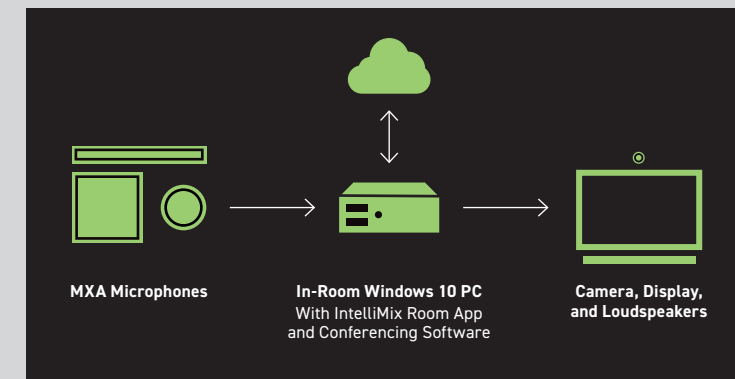 MXA Microphones
In-Room Windows 10 PC
With IntelliMix Room App
and Conferencing Software
Camera, Display,
and Loudspeakers